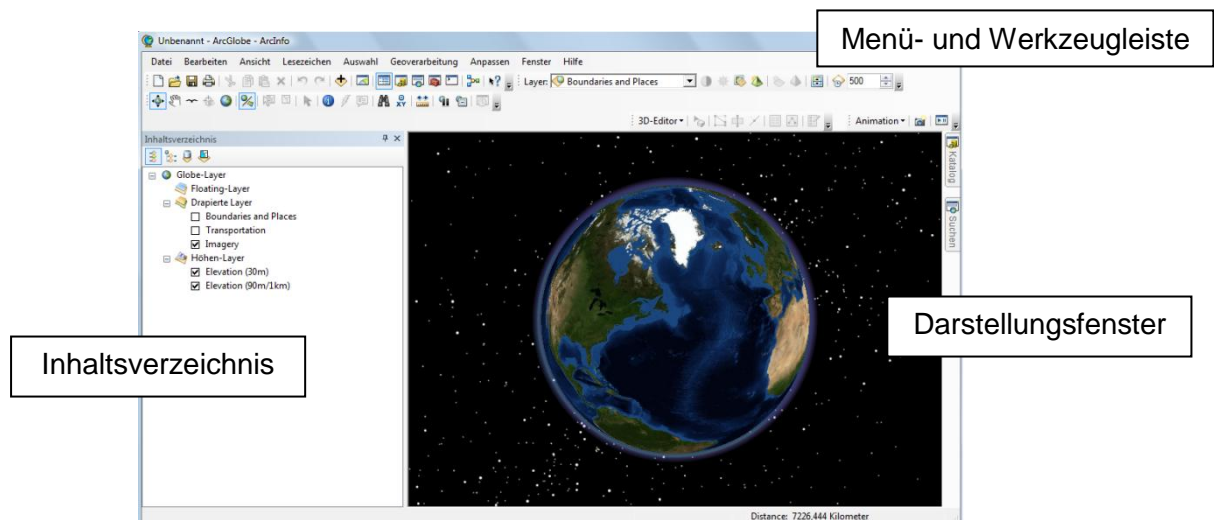 Menü- und Werkzeugleiste
Unbenannt - ArcGlobe - ArcInfo
Datei Bearbeiten Ansicht Lesezeichen Auswahl Geoverarbeitung Anpassen Fenster Hilfe
Layer: Boundaries and Places 500
3D-Editor Animation
Inhaltsverzeichnis
Globe-Layer
Floating-Layer
Drapierte Layer
Boundaries and Places
Transportation
Imagery
Höhen-Layer
Elevation (30m)
Elevation (90m/1km)
Katalog
Suchen
Darstellungsfenster
Inhaltsverzeichnis
Distance: 7226,444 Kilometer